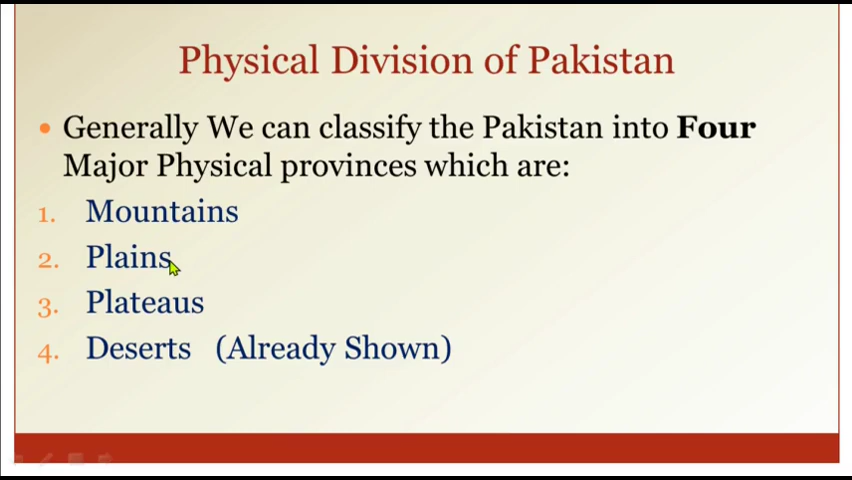 Physical Division of Pakistan
• Generally We can classify the Pakistan into Four
Major Physical provinces which are:
1. Mountains
2. Plains
3. Plateaus
4. Deserts (Already Shown)